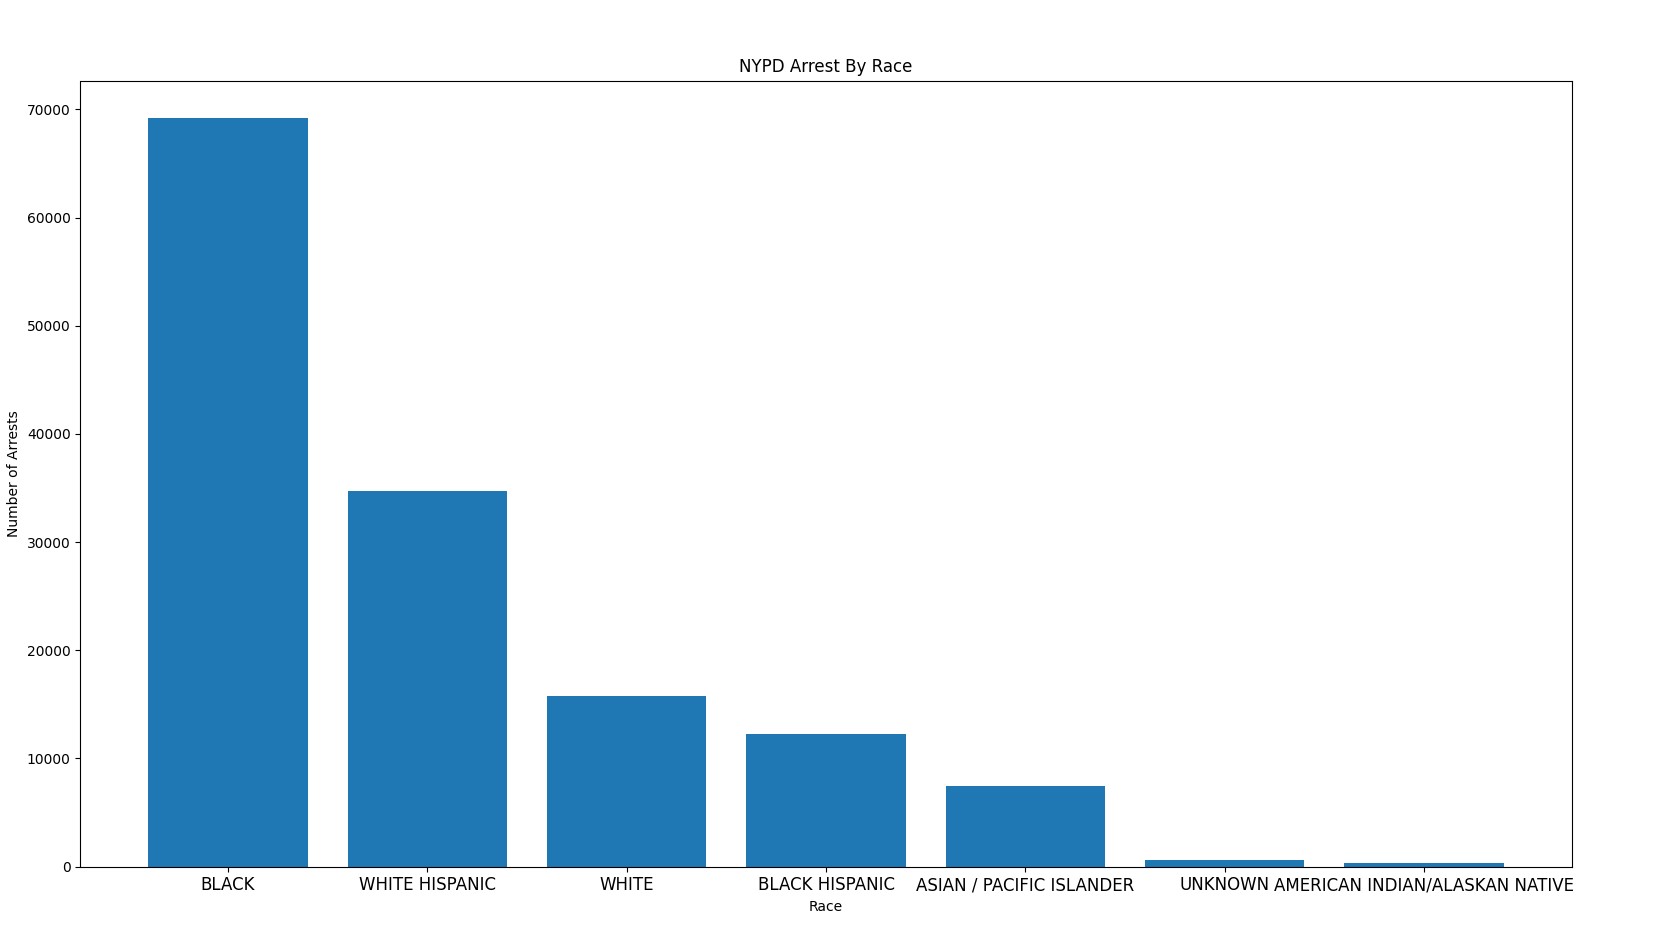 NYPD Arrest By Race
Number of Arrests
70000
60000
50000
40000
30000
20000
10000
0
BLACK
WHITE HISPANIC
WHITE
BLACK HISPANIC
ASIAN / PACIFIC ISLANDER
UNKNOWN
AMERICAN INDIAN/ALASKAN NATIVE
Race